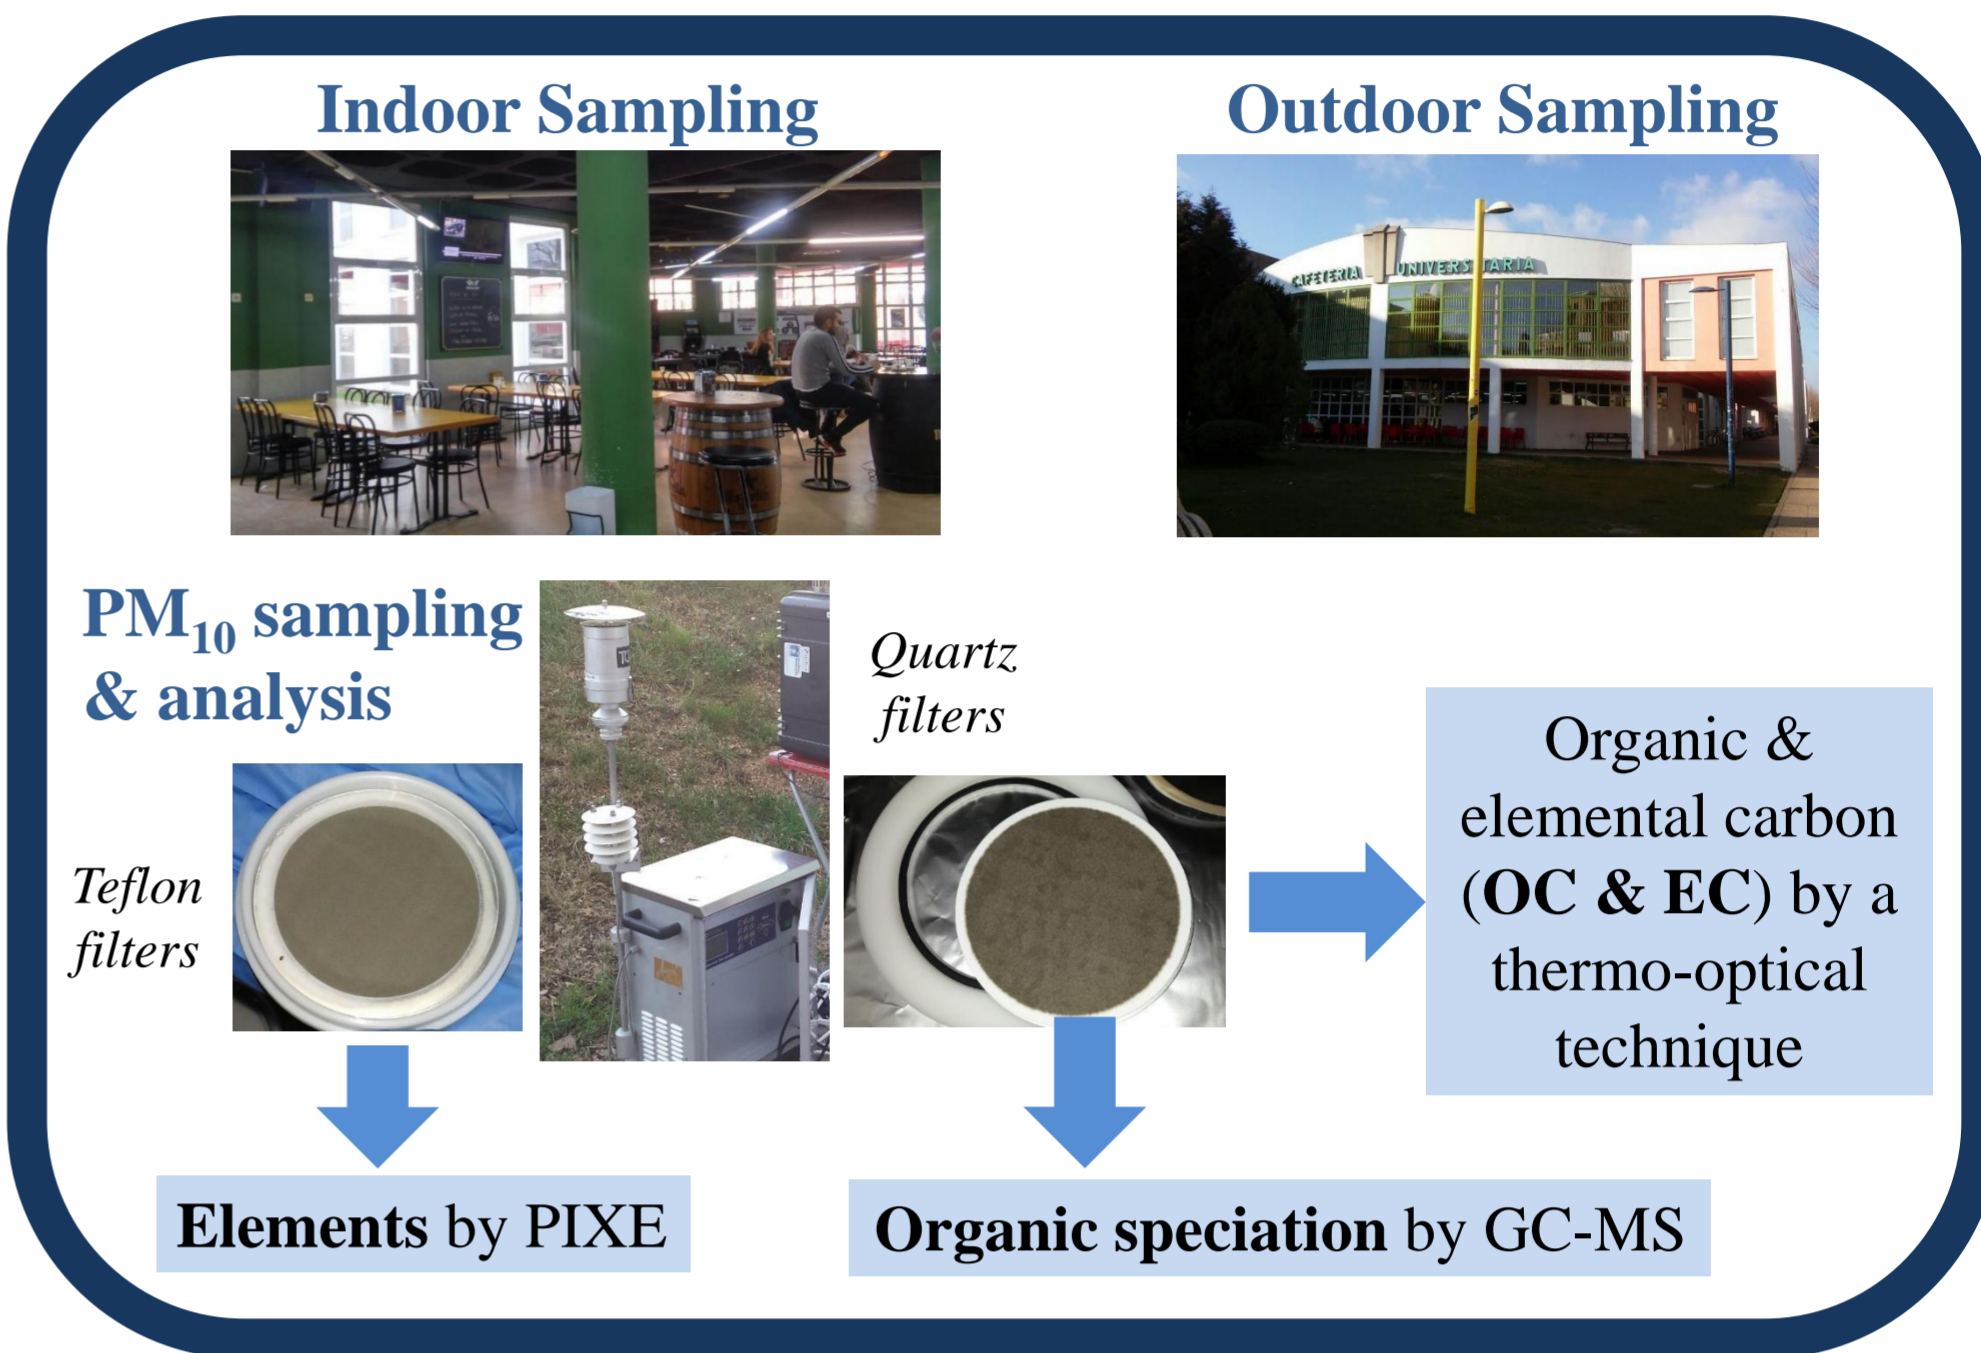 Indoor Sampling
Outdoor Sampling
CAFETERIA UNIVERSITARIA
PM₁₀ sampling
& analysis
Quartz
filters
Teflon
filters
Organic &
elemental carbon
(OC & EC) by a
thermo-optical
technique
Elements by PIXE
Organic speciation by GC-MS